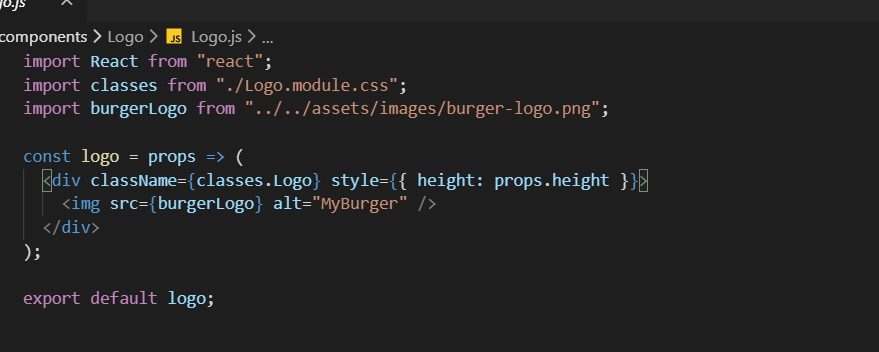 components > Logo > JS Logo.js > ...
import React from "react";
import classes from "./Logo.module.css";
import burgerLogo from "../../assets/images/burger-logo.png";
const logo = props => (
<div className={classes.Logo} style={{ height: props.height }}>
<img src={burgerLogo} alt="MyBurger" />
</div>
);
export default logo;